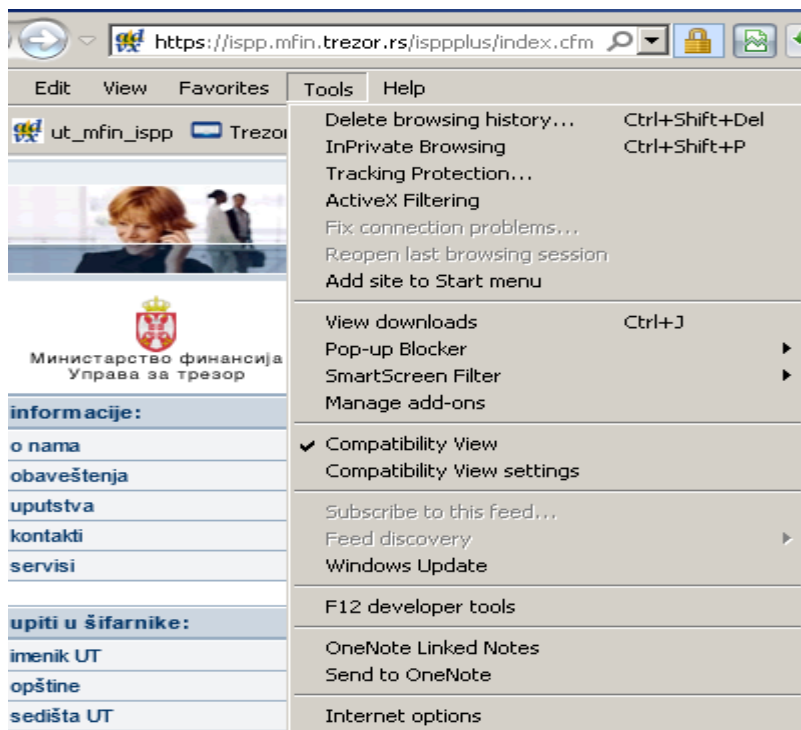 https://ispp.mfin.trezor.rs/isppplus/index.cfm
Edit View Favorites Tools Help
ut_mfin_ispp Trezor
Delete browsing history... Ctrl+Shift+Del
InPrivate Browsing Ctrl+Shift+P
Tracking Protection...
ActiveX Filtering
Fix connection problems...
Reopen last browsing session
Add site to Start menu
View downloads Ctrl+J
Pop-up Blocker
SmartScreen Filter
Manage add-ons
Compatibility View
Compatibility View settings
Subscribe to this feed...
Feed discovery
Windows Update
F12 developer tools
OneNote Linked Notes
Send to OneNote
Internet options
Министарство финансија
Управа за трезор
informacije:
o nama
obaveštenja
uputstva
kontakti
servisi
upiti u šifarnike:
imenik UT
opštine
sedišta UT